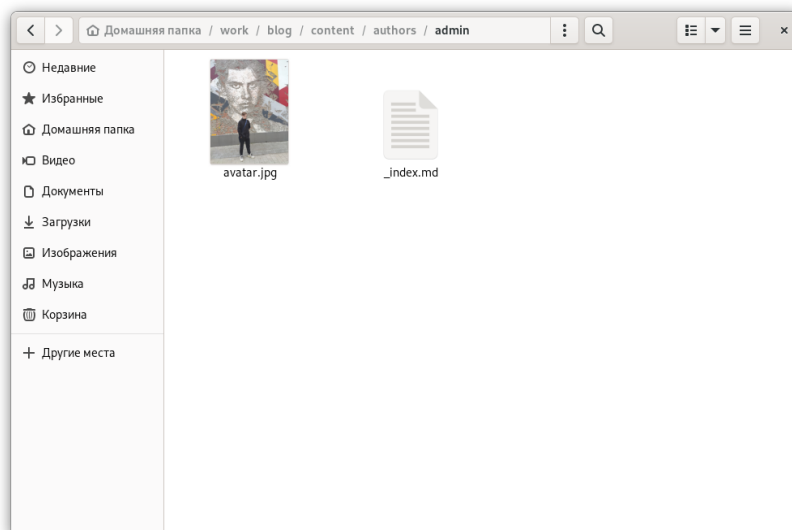 Домашняя папка / work / blog / content / authors / admin
Недавние
Избранные
Домашняя папка
Видео
Документы
Загрузки
Изображения
Музыка
Корзина
Другие места
avatar.jpg
_index.md